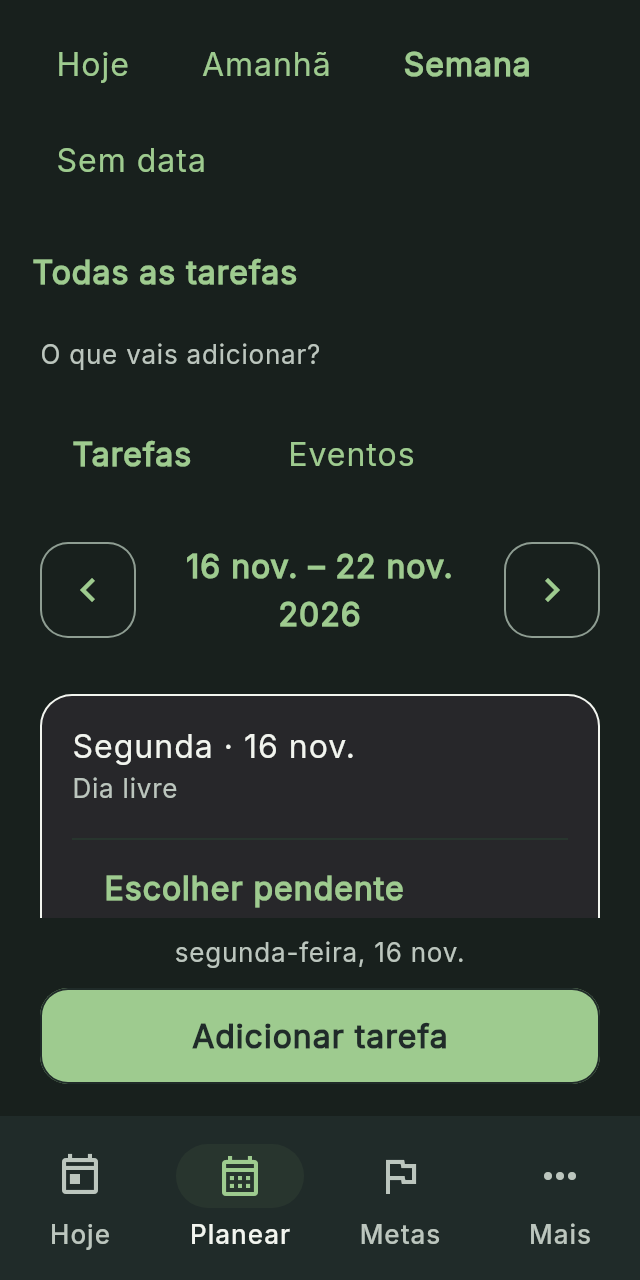 Hoje Amanhã Semana
Sem data
Todas as tarefas
O que vais adicionar?
Tarefas Eventos
16 nov. – 22 nov.
2026
Segunda · 16 nov.
Dia livre
Escolher pendente
segunda-feira, 16 nov.
Adicionar tarefa
Hoje Planear Metas Mais